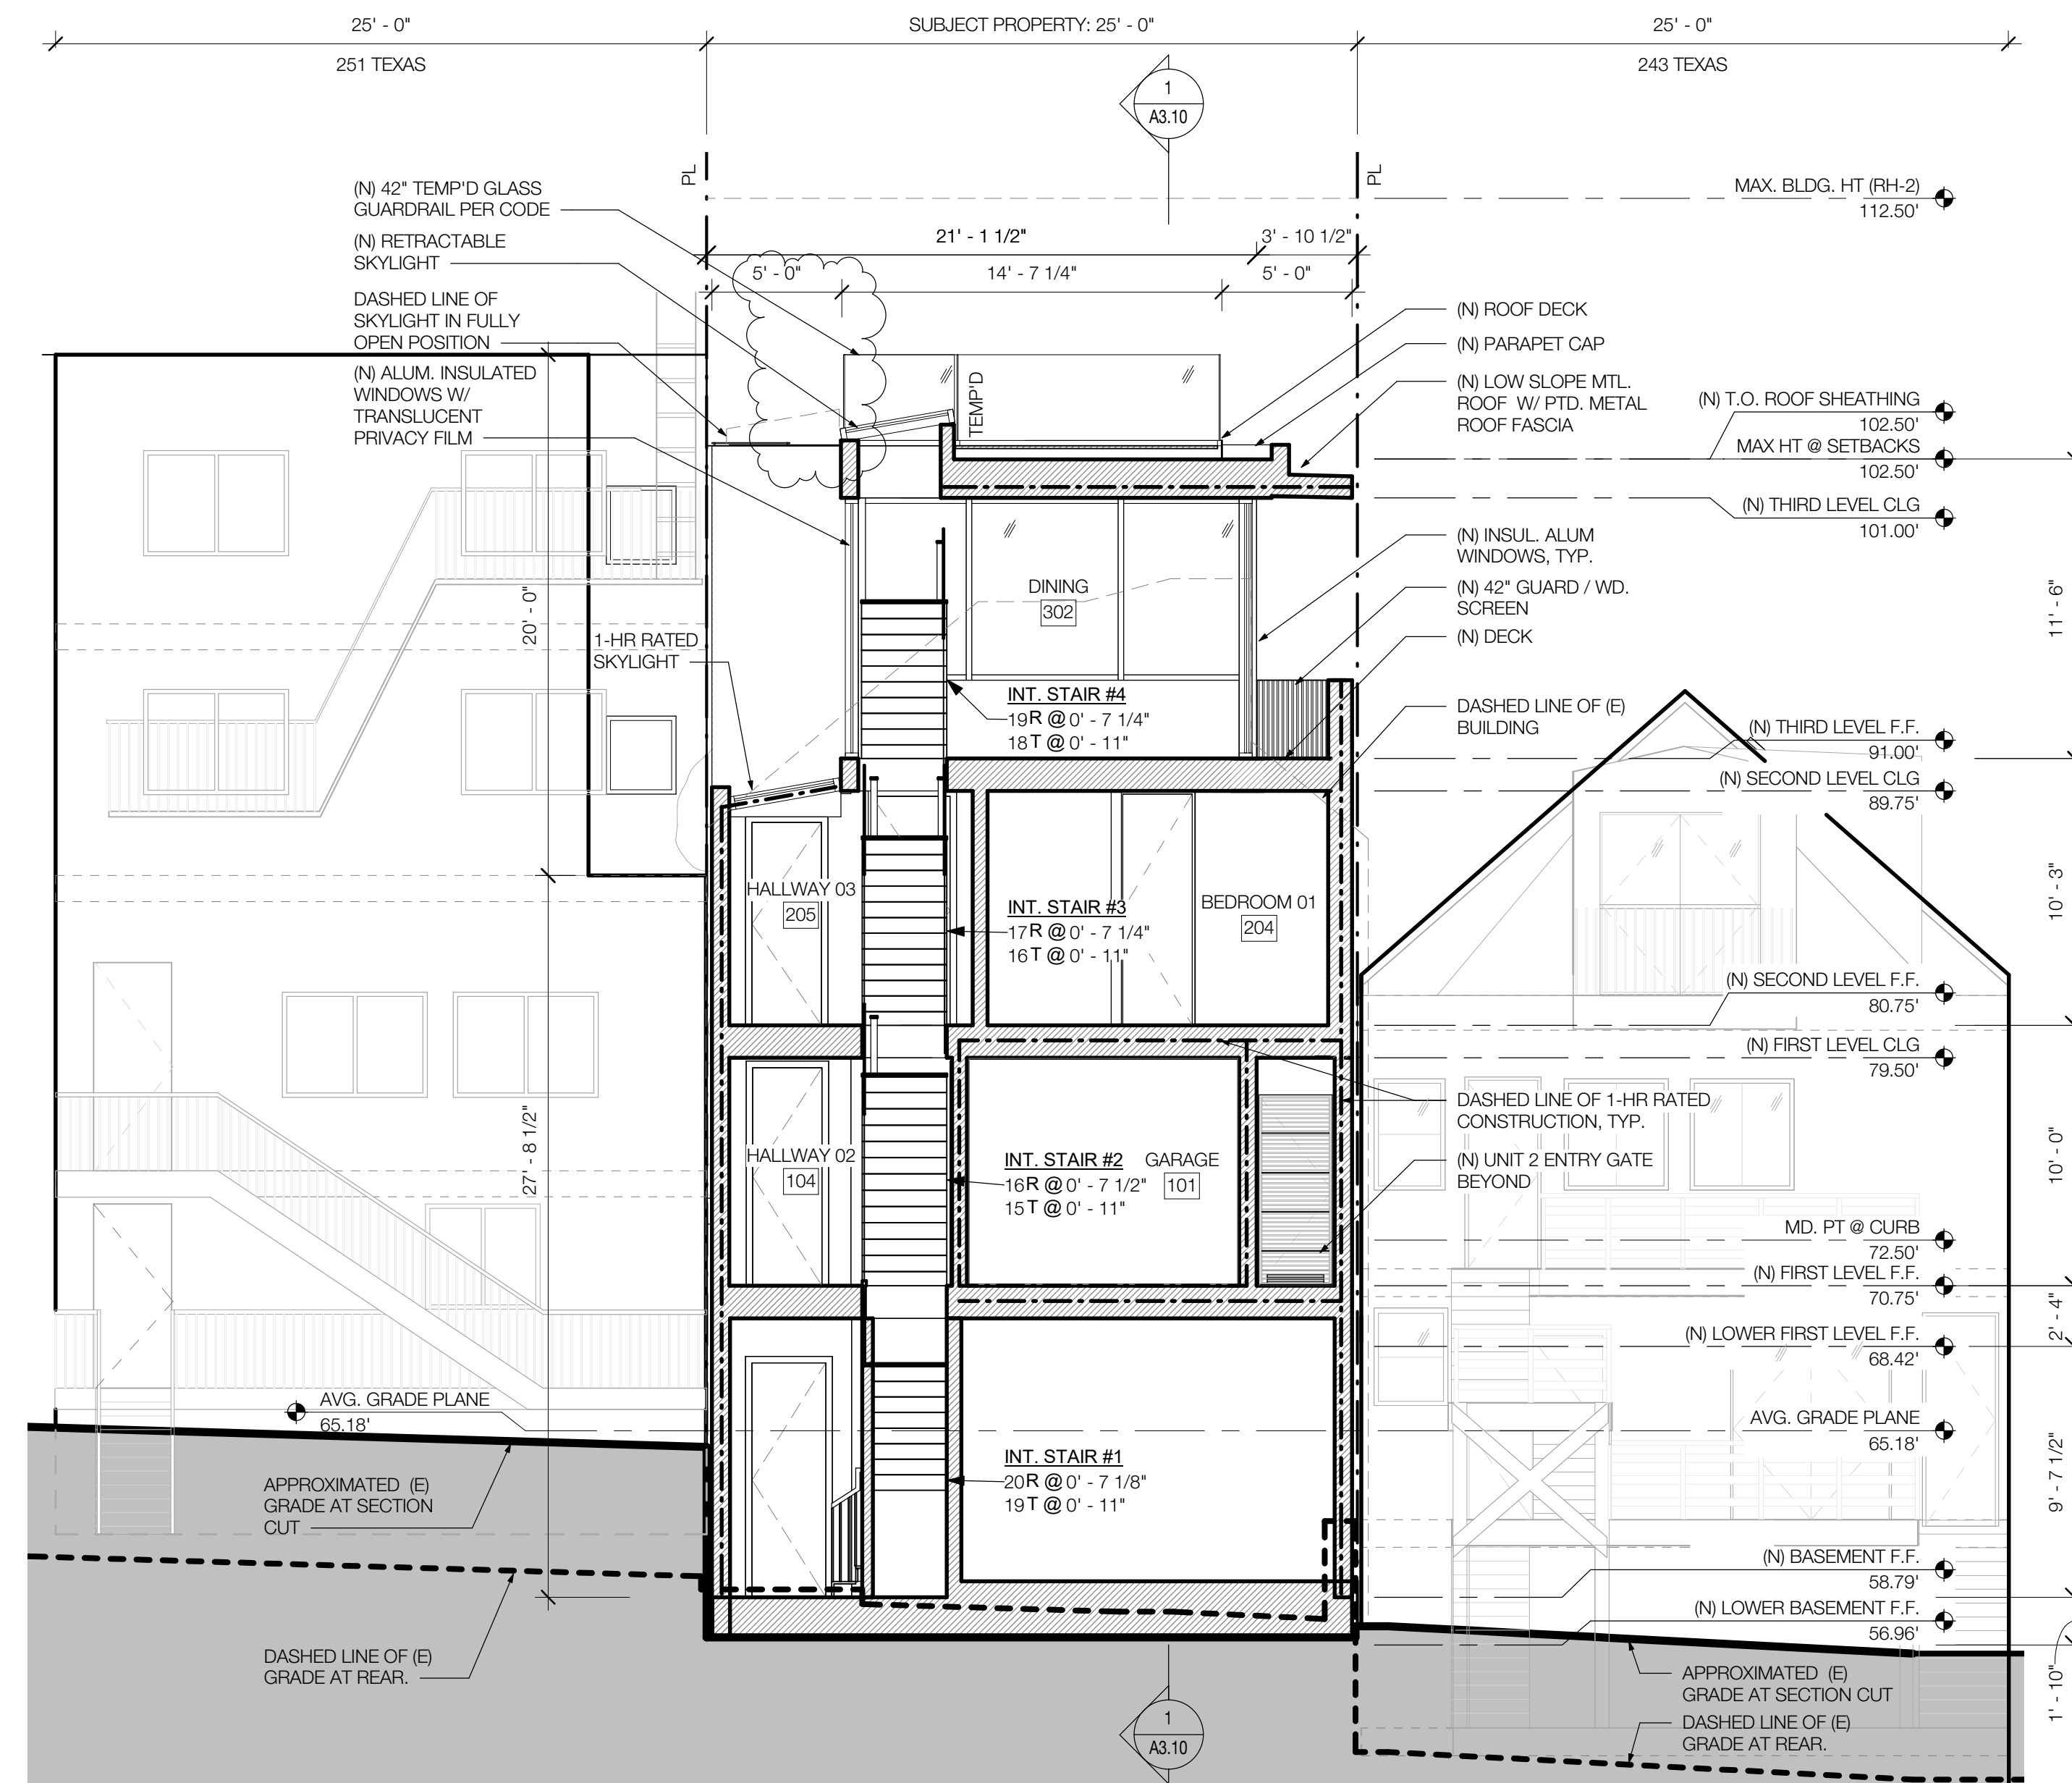 25' - 0"
SUBJECT PROPERTY: 25' - 0"
25' - 0"
251 TEXAS
243 TEXAS
1
A3.10
PL
PL
(N) 42" TEMP'D GLASS
GUARDRAIL PER CODE
(N) RETRACTABLE
SKYLIGHT
DASHED LINE OF
SKYLIGHT IN FULLY
OPEN POSITION
(N) ALUM. INSULATED
WINDOWS W/
TRANSLUCENT
PRIVACY FILM
21' - 1 1/2"
3' - 10 1/2"
5' - 0"
14' - 7 1/4"
5' - 0"
TEMP'D
MAX. BLDG. HT (RH-2)
112.50'
(N) ROOF DECK
(N) PARAPET CAP
(N) LOW SLOPE MTL.
ROOF W/ PTD. METAL
ROOF FASCIA
(N) T.O. ROOF SHEATHING
102.50'
MAX HT @ SETBACKS
102.50'
(N) THIRD LEVEL CLG
101.00'
(N) INSUL. ALUM
WINDOWS, TYP.
(N) 42" GUARD / WD.
SCREEN
(N) DECK
DASHED LINE OF (E)
BUILDING
20' - 0"
1-HR RATED
SKYLIGHT
DINING
302
INT. STAIR #4
19R @ 0' - 7 1/4"
18T @ 0' - 11"
11' - 6"
(N) THIRD LEVEL F.F.
91.00'
(N) SECOND LEVEL CLG
89.75'
HALLWAY 03
205
INT. STAIR #3
17R @ 0' - 7 1/4"
16T @ 0' - 11"
BEDROOM 01
204
10' - 3"
(N) SECOND LEVEL F.F.
80.75'
(N) FIRST LEVEL CLG
79.50'
27' - 8 1/2"
HALLWAY 02
104
INT. STAIR #2
16R @ 0' - 7 1/2"
15T @ 0' - 11"
GARAGE
101
DASHED LINE OF 1-HR RATED
CONSTRUCTION, TYP.
(N) UNIT 2 ENTRY GATE
BEYOND
10' - 0"
MD. PT @ CURB
72.50'
(N) FIRST LEVEL F.F.
70.75'
2' - 4"
(N) LOWER FIRST LEVEL F.F.
68.42'
AVG. GRADE PLANE
65.18'
AVG. GRADE PLANE
65.18'
APPROXIMATED (E)
GRADE AT SECTION
CUT
INT. STAIR #1
20R @ 0' - 7 1/8"
19T @ 0' - 11"
9' - 7 1/2"
(N) BASEMENT F.F.
58.79'
(N) LOWER BASEMENT F.F.
56.96'
DASHED LINE OF (E)
GRADE AT REAR.
1
A3.10
APPROXIMATED (E)
GRADE AT SECTION CUT
DASHED LINE OF (E)
GRADE AT REAR.
1' - 10"